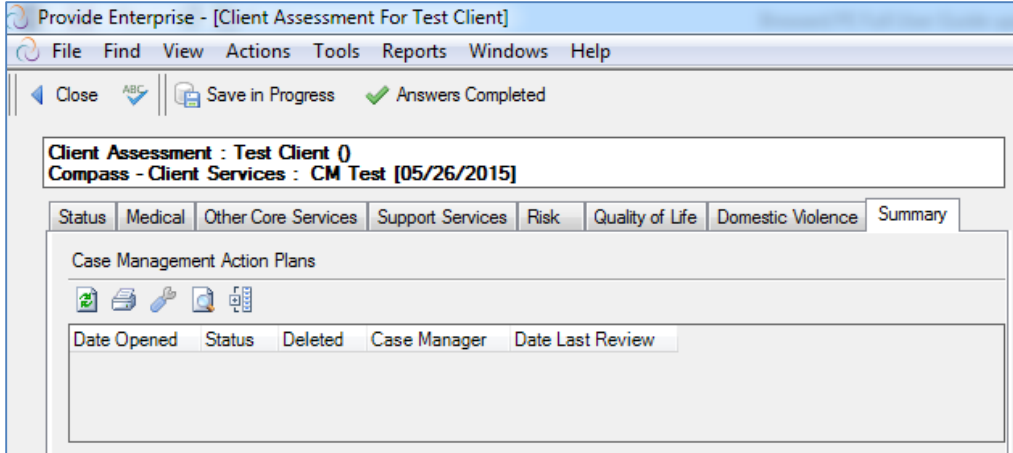 Provide Enterprise - [Client Assessment For Test Client]
File Find View Actions Tools Reports Windows Help
Close ABC Save in Progress Answers Completed
Client Assessment : Test Client ()
Compass - Client Services : CM Test [05/26/2015]
Status Medical Other Core Services Support Services Risk Quality of Life Domestic Violence Summary
Case Management Action Plans
Date Opened Status Deleted Case Manager Date Last Review